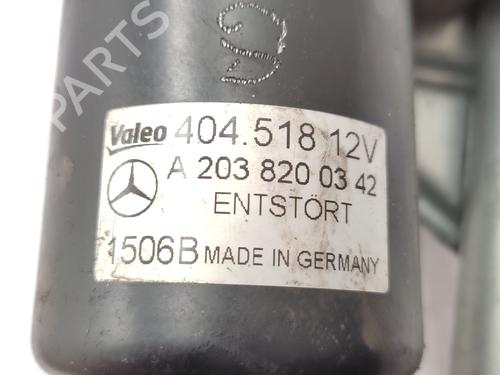 B-PARTS
Valeo 404.518 12V
A 203 820 03 42
ENTSTÖRT
1506B MADE IN GERMANY